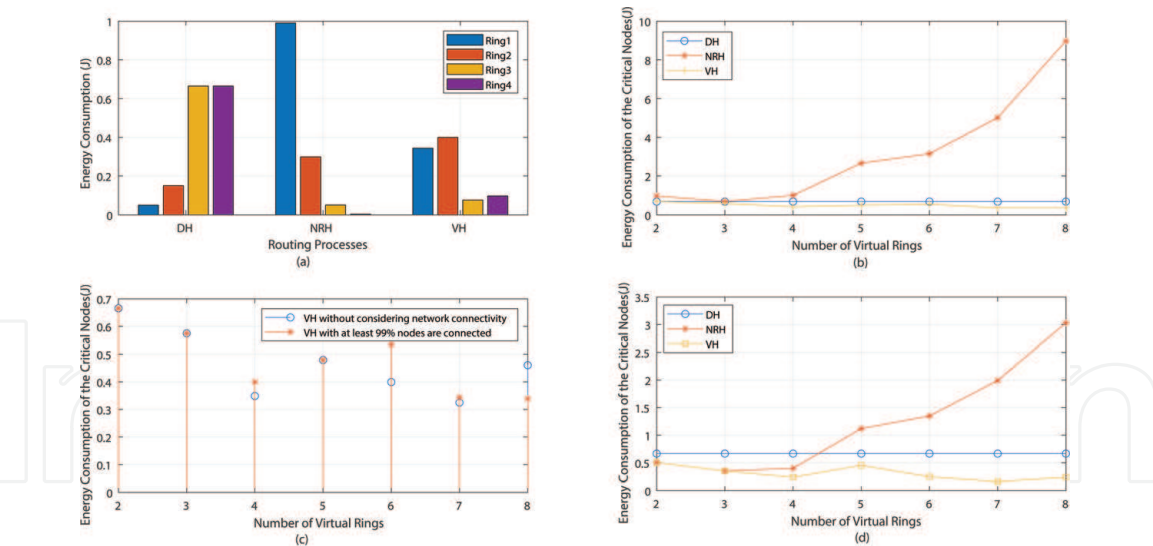 Energy Consumption (J)
1
0.8
0.6
0.4
0.2
0
Ring1
Ring2
Ring3
Ring4
DH
NRH
VH
Routing Processes
(a)
Energy Consumption of the Critical Nodes(J)
10
8
6
4
2
0
DH
NRH
VH
2
3
4
5
6
7
8
Number of Virtual Rings
(b)
Energy Consumption of the Critical Nodes(J)
0.7
0.6
0.5
0.4
0.3
0.2
0.1
0
VH without considering network connectivity
VH with at least 99% nodes are connected
2
3
4
5
6
7
8
Number of Virtual Rings
(c)
Energy Consumption of the Critical Nodes(J)
3.5
3
2.5
2
1.5
1
0.5
0
DH
NRH
VH
2
3
4
5
6
7
8
Number of Virtual Rings
(d)